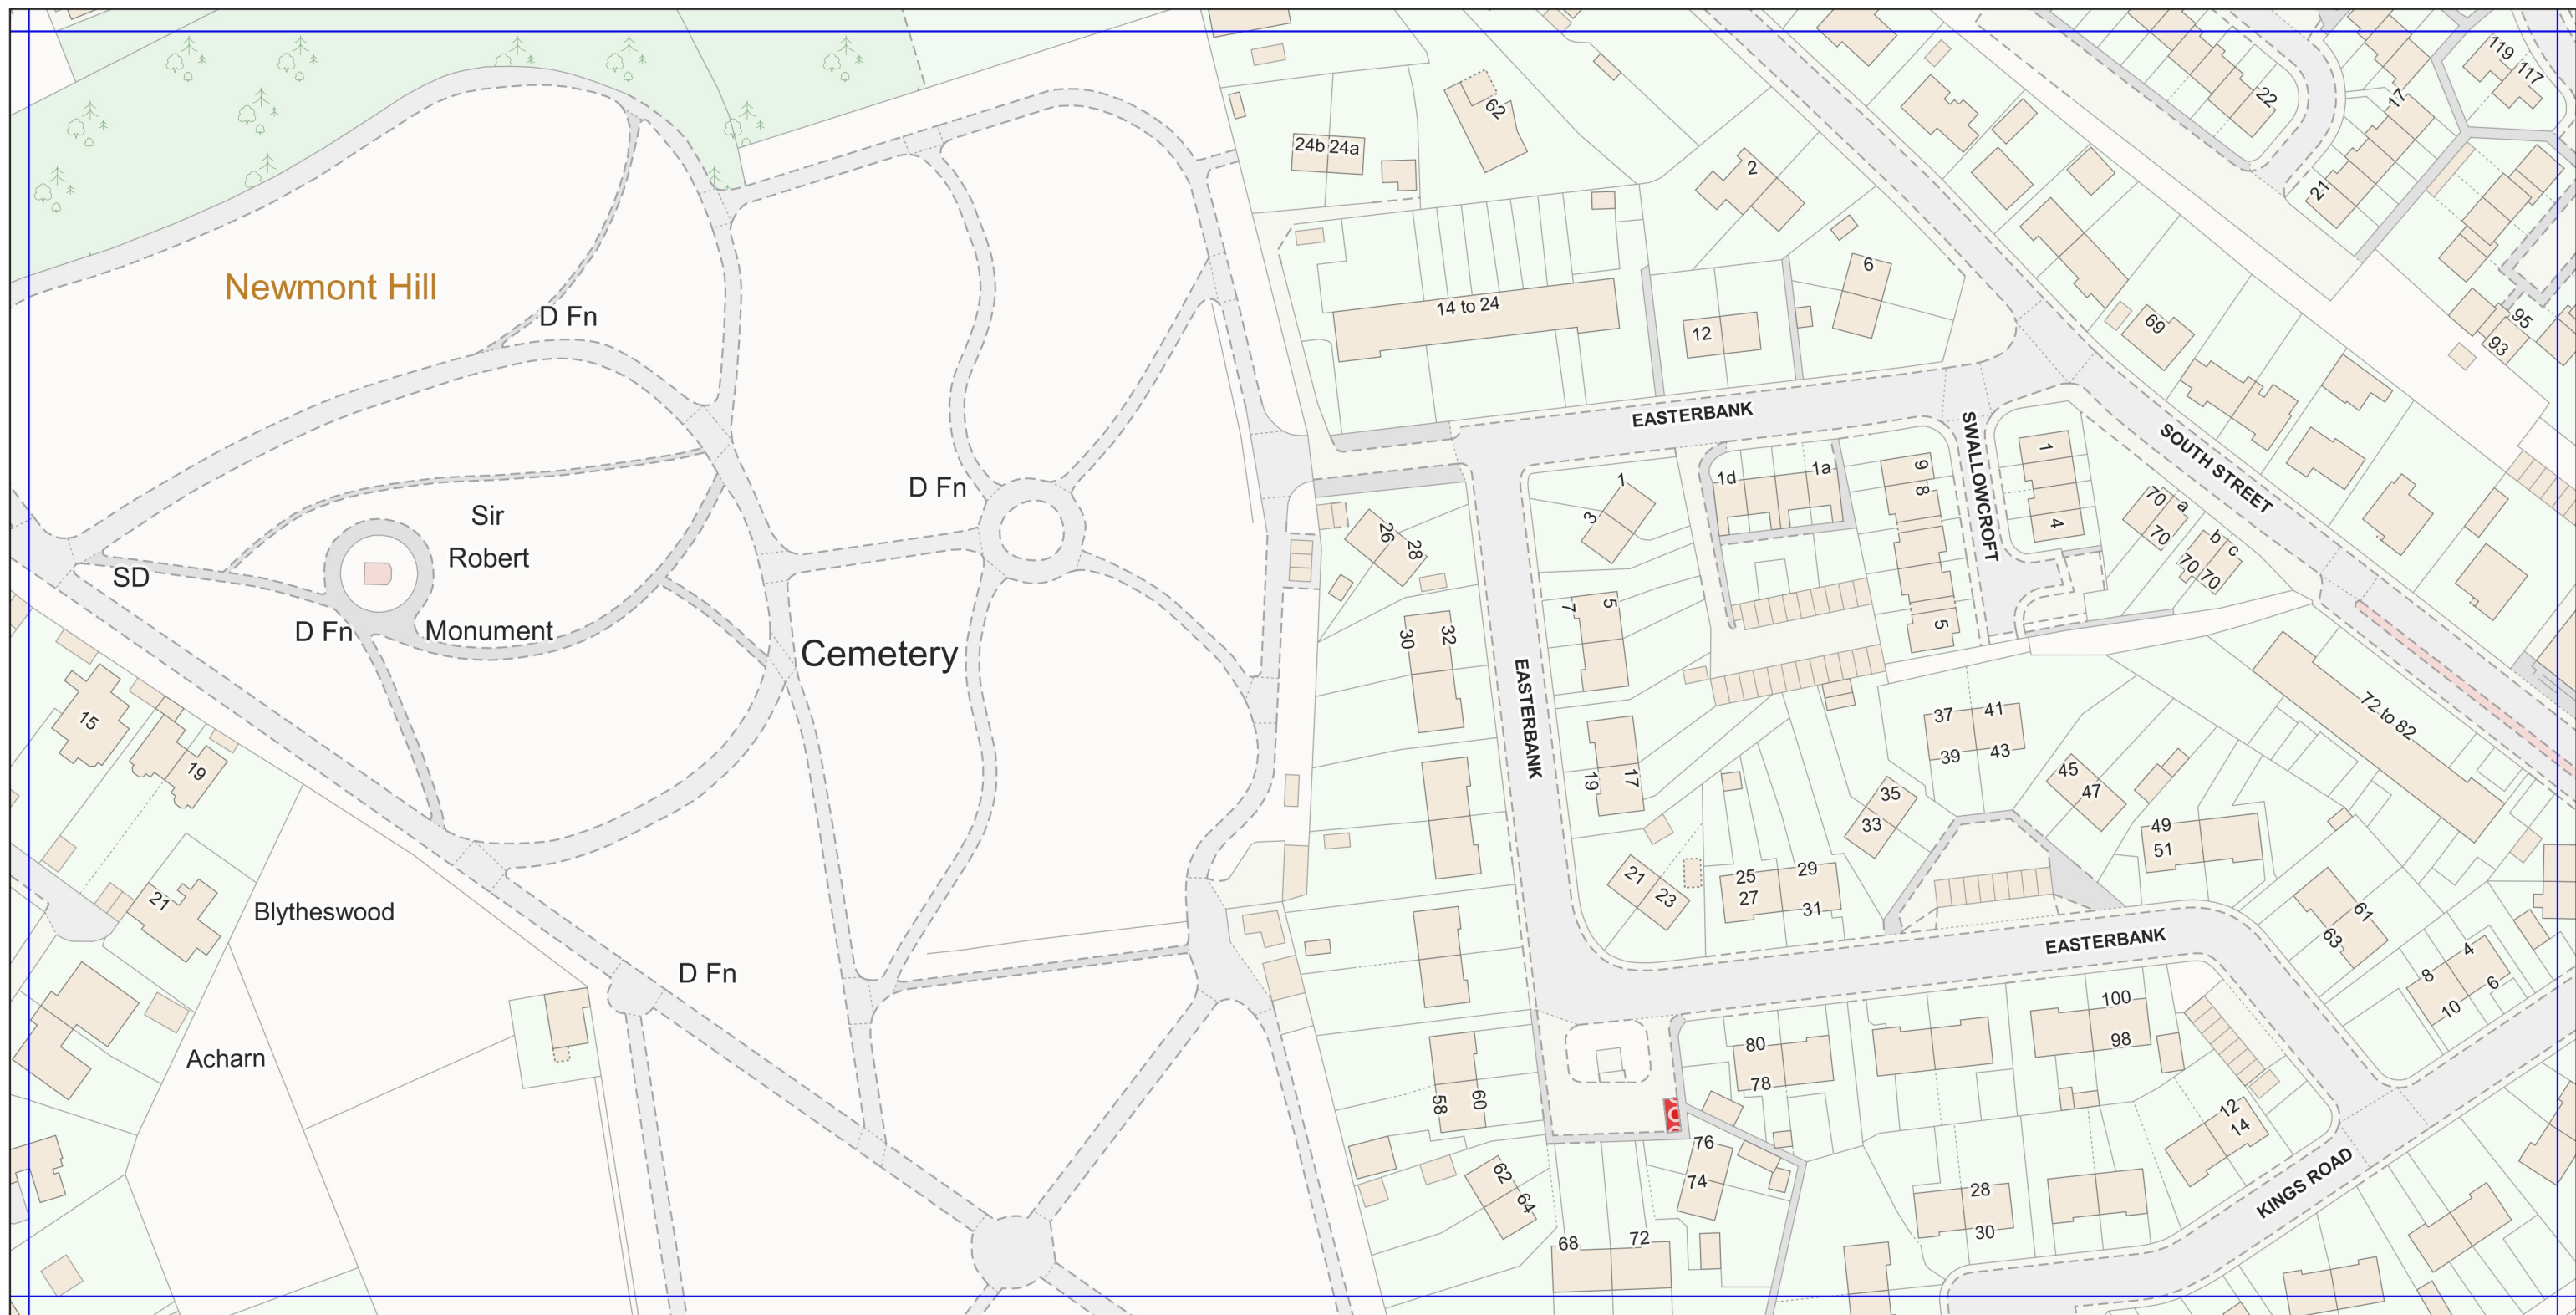 119
117
22
17
62
24b 24a
2
21
6
Newmont Hill
D Fn
14 to 24
12
95
93
69
EASTERBANK
SWALLOWCROFT
SOUTH STREET
1
1d
1a
9
8
1
3
D Fn
Sir
Robert
Monument
SD
D Fn
26
28
4
70
a
70
b
c
70
70
7
5
30
32
5
Cemetery
EASTERBANK
37
41
39
43
72 to 82
15
19
19
17
45
47
35
33
49
51
21
23
25
27
29
31
21
Blytheswood
61
63
EASTERBANK
4
8
6
10
D Fn
100
98
Acharn
80
78
58
60
76
74
12
14
62
64
28
30
KINGS ROAD
68
72